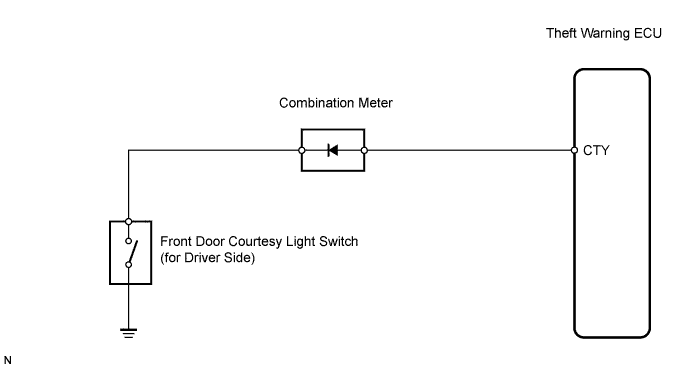 Theft Warning ECU
Combination Meter
CTY
Front Door Courtesy Light Switch
(for Driver Side)
N